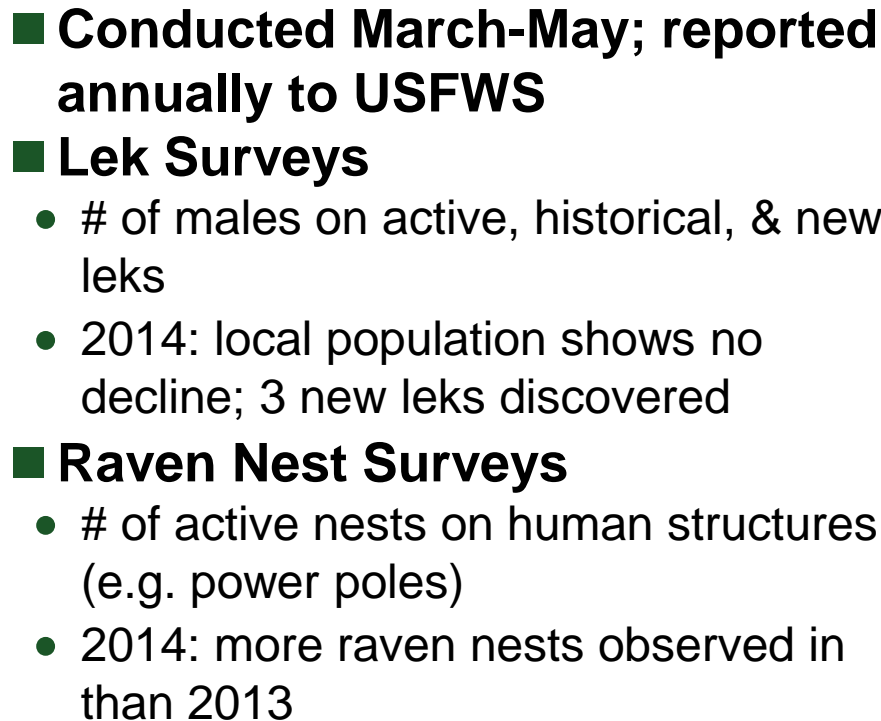 Conducted March-May; reported
annually to USFWS
Lek Surveys
# of males on active, historical, & new
leks
2014: local population shows no
decline; 3 new leks discovered
Raven Nest Surveys
# of active nests on human structures
(e.g. power poles)
2014: more raven nests observed in
than 2013